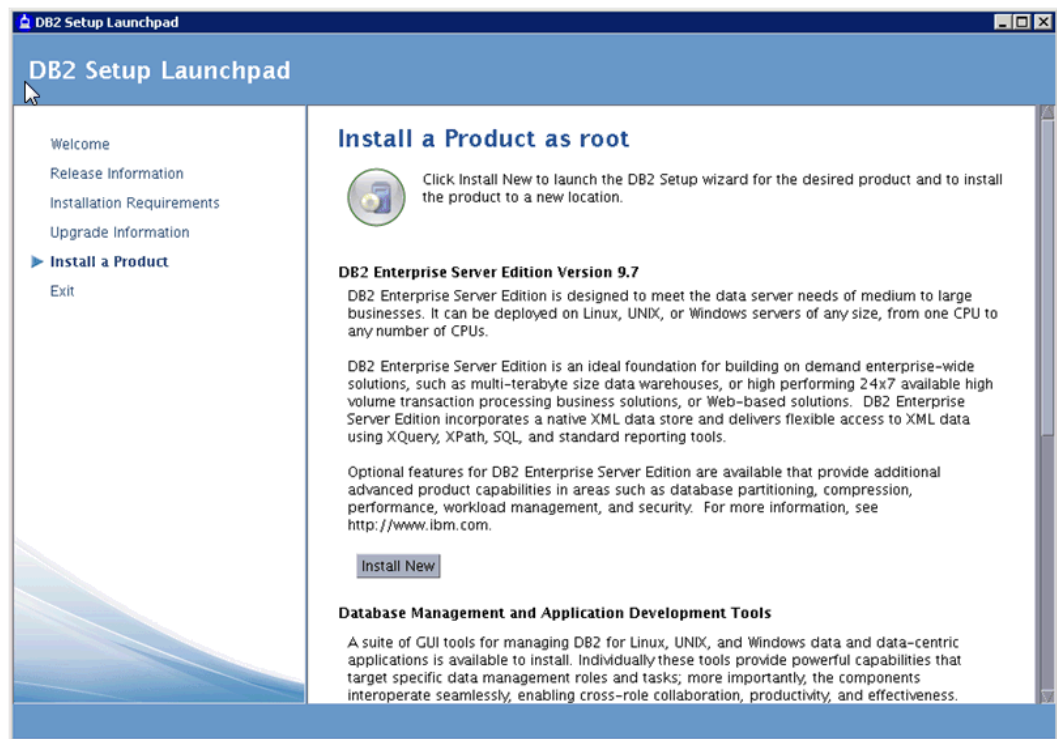 DB2 Setup Launchpad
DB2 Setup Launchpad
Welcome
Release Information
Installation Requirements
Upgrade Information
Install a Product
Exit
Install a Product as root
Click Install New to launch the DB2 Setup wizard for the desired product and to install
the product to a new location.
DB2 Enterprise Server Edition Version 9.7
DB2 Enterprise Server Edition is designed to meet the data server needs of medium to large
businesses. It can be deployed on Linux, UNIX, or Windows servers of any size, from one CPU to
any number of CPUs.
DB2 Enterprise Server Edition is an ideal foundation for building on demand enterprise-wide
solutions, such as multi-terabyte size data warehouses, or high performing 24x7 available high
volume transaction processing business solutions, or Web-based solutions.  DB2 Enterprise
Server Edition incorporates a native XML data store and delivers flexible access to XML data
using XQuery, XPath, SQL, and standard reporting tools.
Optional features for DB2 Enterprise Server Edition are available that provide additional
advanced product capabilities in areas such as database partitioning, compression,
performance, workload management, and security.  For more information, see
http://www.ibm.com.
Install New
Database Management and Application Development Tools
A suite of GUI tools for managing DB2 for Linux, UNIX, and Windows data and data-centric
applications is available to install. Individually these tools provide powerful capabilities that
target specific data management roles and tasks; more importantly, the components
interoperate seamlessly, enabling cross-role collaboration, productivity, and effectiveness.